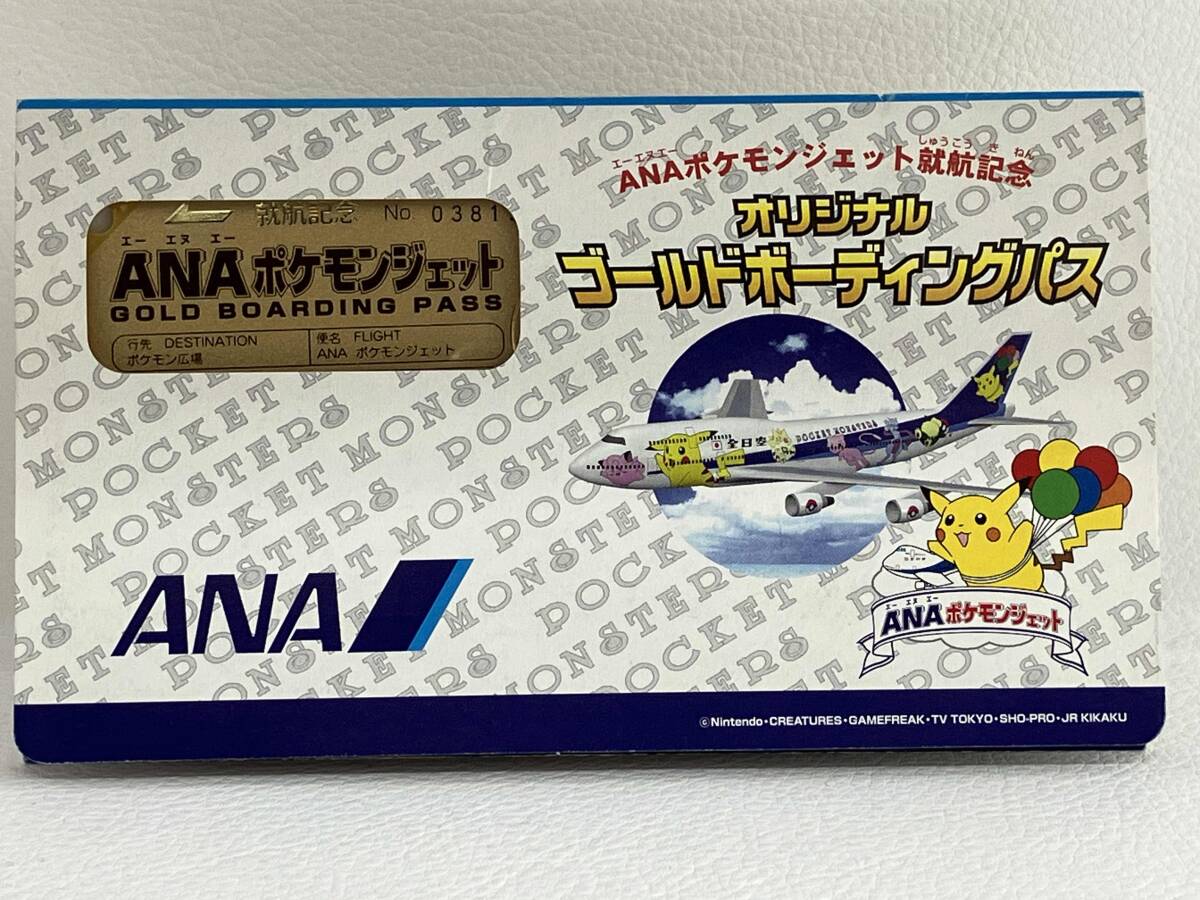 POCKET MONSTERS
エーエヌエー しゅうこう き ねん
ANAポケモンジェット就航記念
オリジナル
ゴールドボーディングパス
就航記念 No 0381
エー エヌ エー
ANAポケモンジェット
GOLD BOARDING PASS
行先 DESTINATION
ポケモン広場
便名 FLIGHT
ANA ポケモンジェット
全日空
POCKET MONSTERS
ANA
エー エヌ エー
ANAポケモンジェット
©Nintendo・CREATURES・GAMEFREAK・TV TOKYO・SHO-PRO・JR KIKAKU